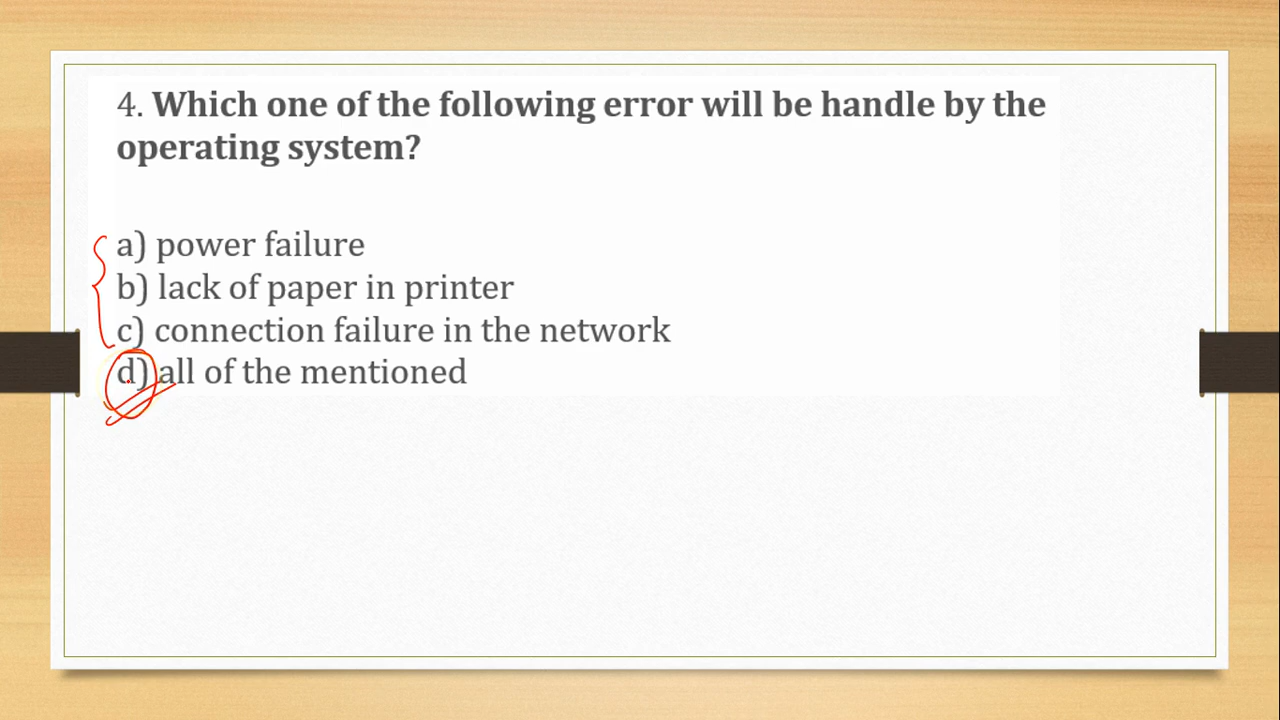 4. Which one of the following error will be handle by the
operating system?
a) power failure
b) lack of paper in printer
c) connection failure in the network
d) all of the mentioned